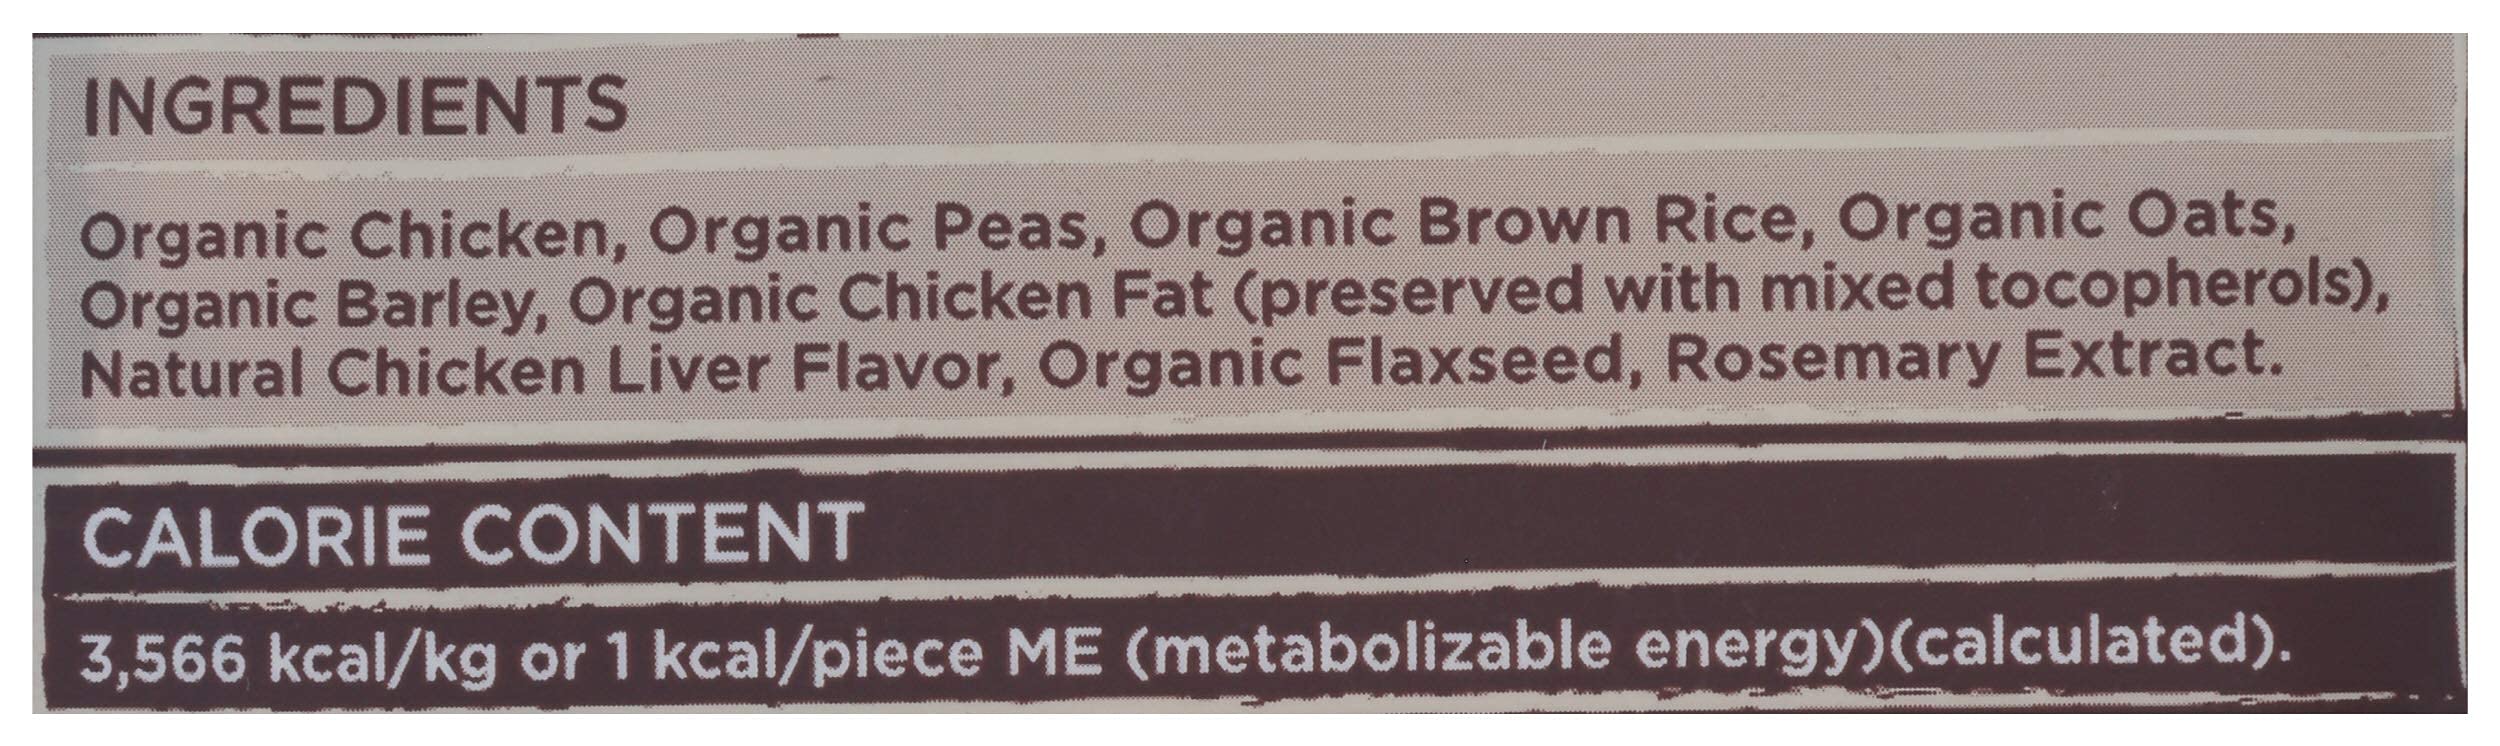 INGREDIENTS
Organic Chicken, Organic Peas, Organic Brown Rice, Organic Oats,
Organic Barley, Organic Chicken Fat (preserved with mixed tocopherols),
Natural Chicken Liver Flavor, Organic Flaxseed, Rosemary Extract.
CALORIE CONTENT
3,566 kcal/kg or 1 kcal/piece ME (metabolizable energy)(calculated).